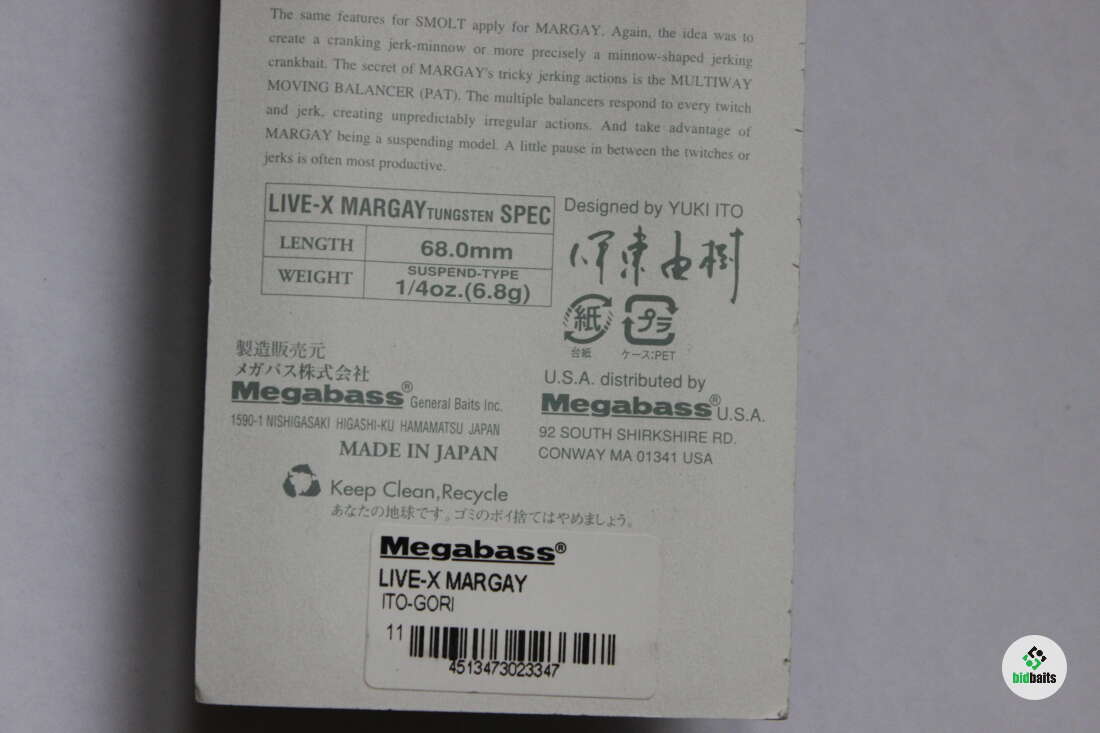 The same features for SMOLT apply for MARGAY. Again, the idea was to
create a cranking jerk-minnow or more precisely a minnow-shaped jerking
crankbait. The secret of MARGAY's tricky jerking actions is the MULTIWAY
MOVING BALANCER (PAT). The multiple balancers respond to every twitch
and jerk, creating unpredictably irregular actions. And take advantage of
MARGAY being a suspending model. A little pause in between the twitches or
jerks is often most productive.
LIVE-X MARGAY TUNGSTEN SPEC
LENGTH 68.0mm
WEIGHT SUSPEND-TYPE
1/4oz.(6.8g)
Designed by YUKI ITO
伊東由樹
紙 プラ
台紙 ケース:PET
製造販売元
メガバス株式会社
Megabass® General Baits Inc.
1590-1 NISHIGASAKI HIGASHI-KU HAMAMATSU JAPAN
MADE IN JAPAN
U.S.A. distributed by
Megabass® U.S.A.
92 SOUTH SHIRKSHIRE RD.
CONWAY MA 01341 USA
Keep Clean,Recycle
あなたの地球です。ゴミのポイ捨てはやめましょう。
Megabass®
LIVE-X MARGAY
ITO-GORI
11
4513473023347
bidbaits